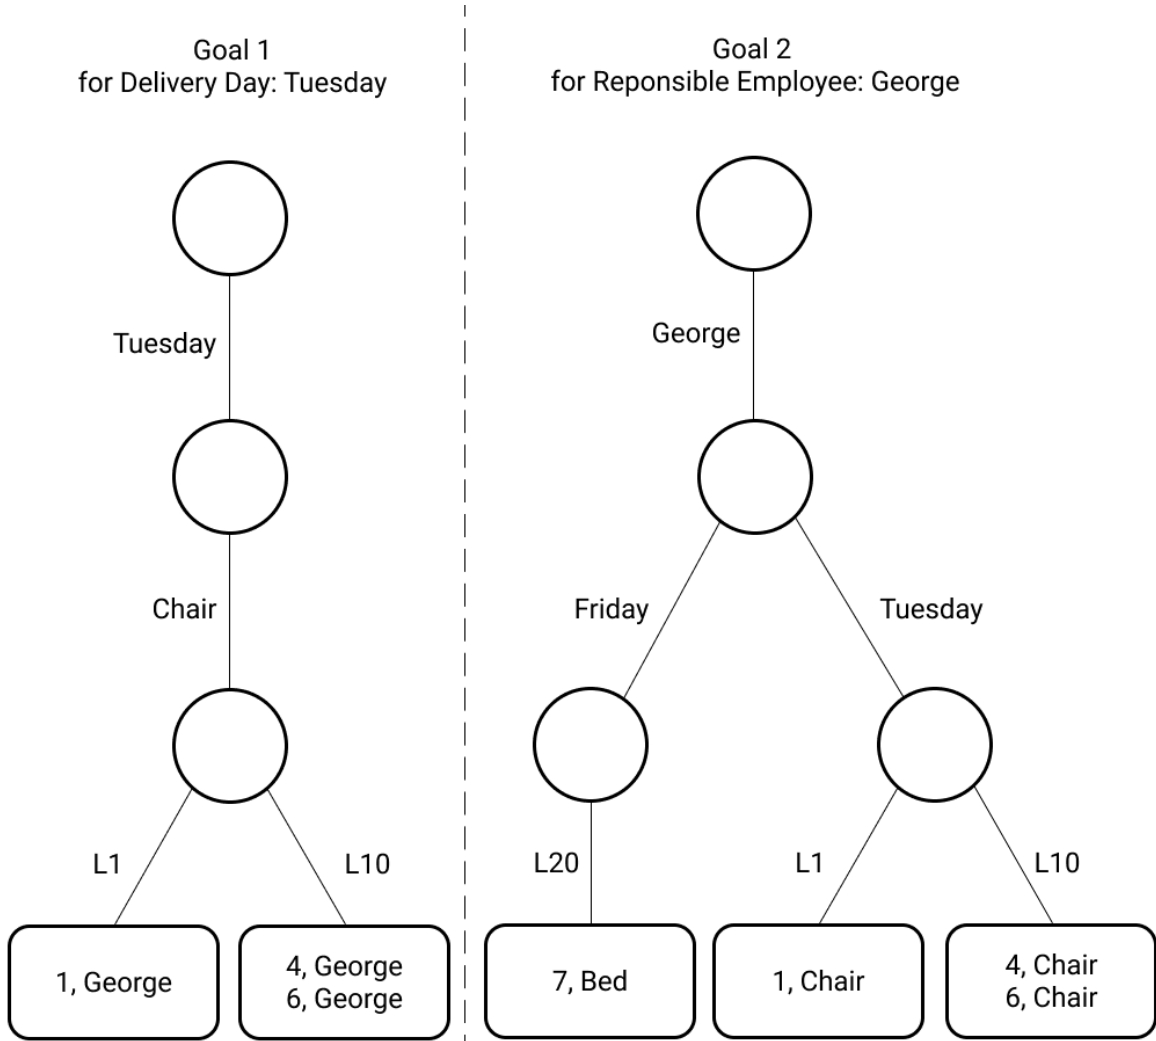 Goal 1
for Delivery Day: Tuesday
Tuesday
Chair
L1
L10
1, George
4, George
6, George
Goal 2
for Reponsible Employee: George
George
Friday
Tuesday
L20
L1
L10
7, Bed
1, Chair
4, Chair
6, Chair